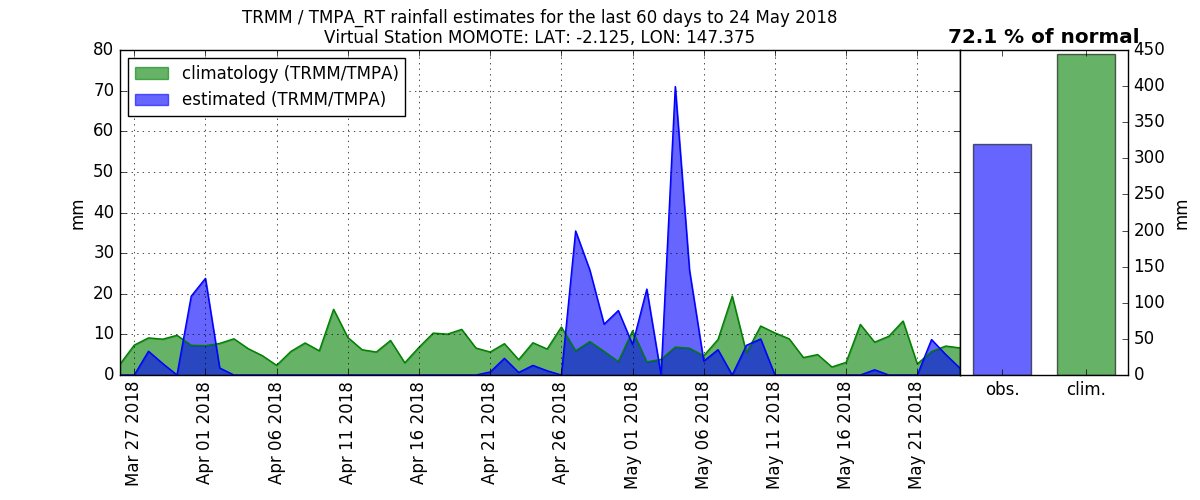 TRMM / TMPA_RT rainfall estimates for the last 60 days to 24 May 2018
Virtual Station MOMOTE: LAT: -2.125, LON: 147.375
72.1 % of normal
climatology (TRMM/TMPA)
estimated (TRMM/TMPA)
80
70
60
50
40
30
20
10
0
mm
Mar 27 2018
Apr 01 2018
Apr 06 2018
Apr 11 2018
Apr 16 2018
Apr 21 2018
Apr 26 2018
May 01 2018
May 06 2018
May 11 2018
May 16 2018
May 21 2018
450
400
350
300
250
200
150
100
50
0
mm
obs.
clim.